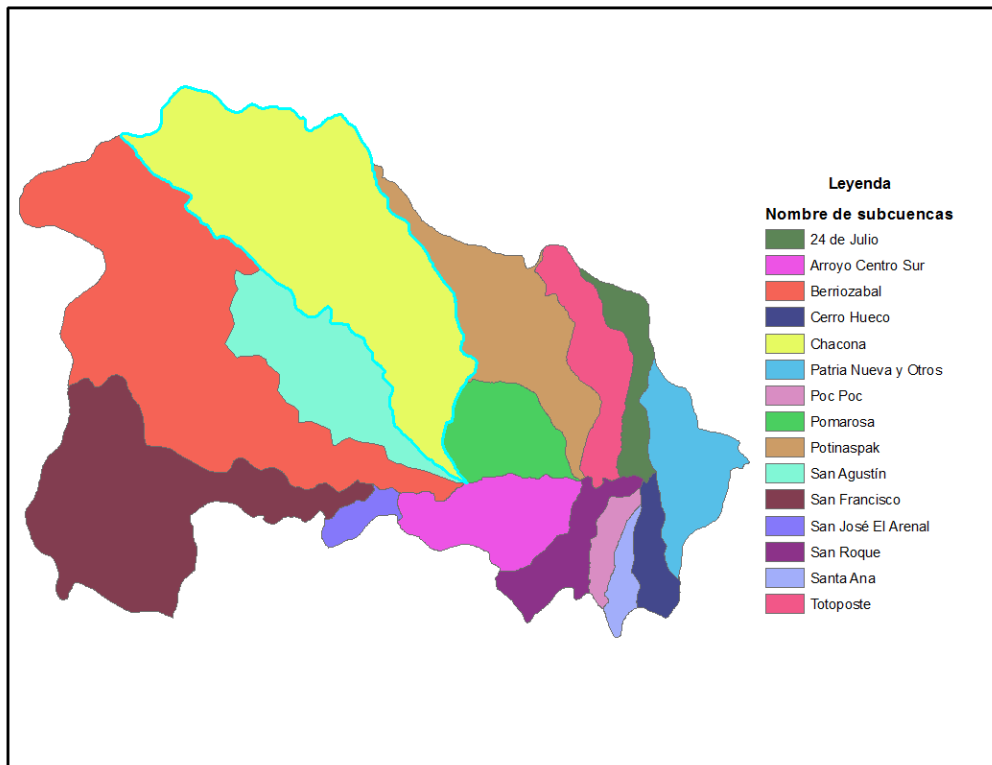 Leyenda
Nombre de subcuencas
24 de Julio
Arroyo Centro Sur
Berriozabal
Cerro Hueco
Chacona
Patria Nueva y Otros
Poc Poc
Pomarosa
Potinaspak
San Agustín
San Francisco
San José El Arenal
San Roque
Santa Ana
Totoposte